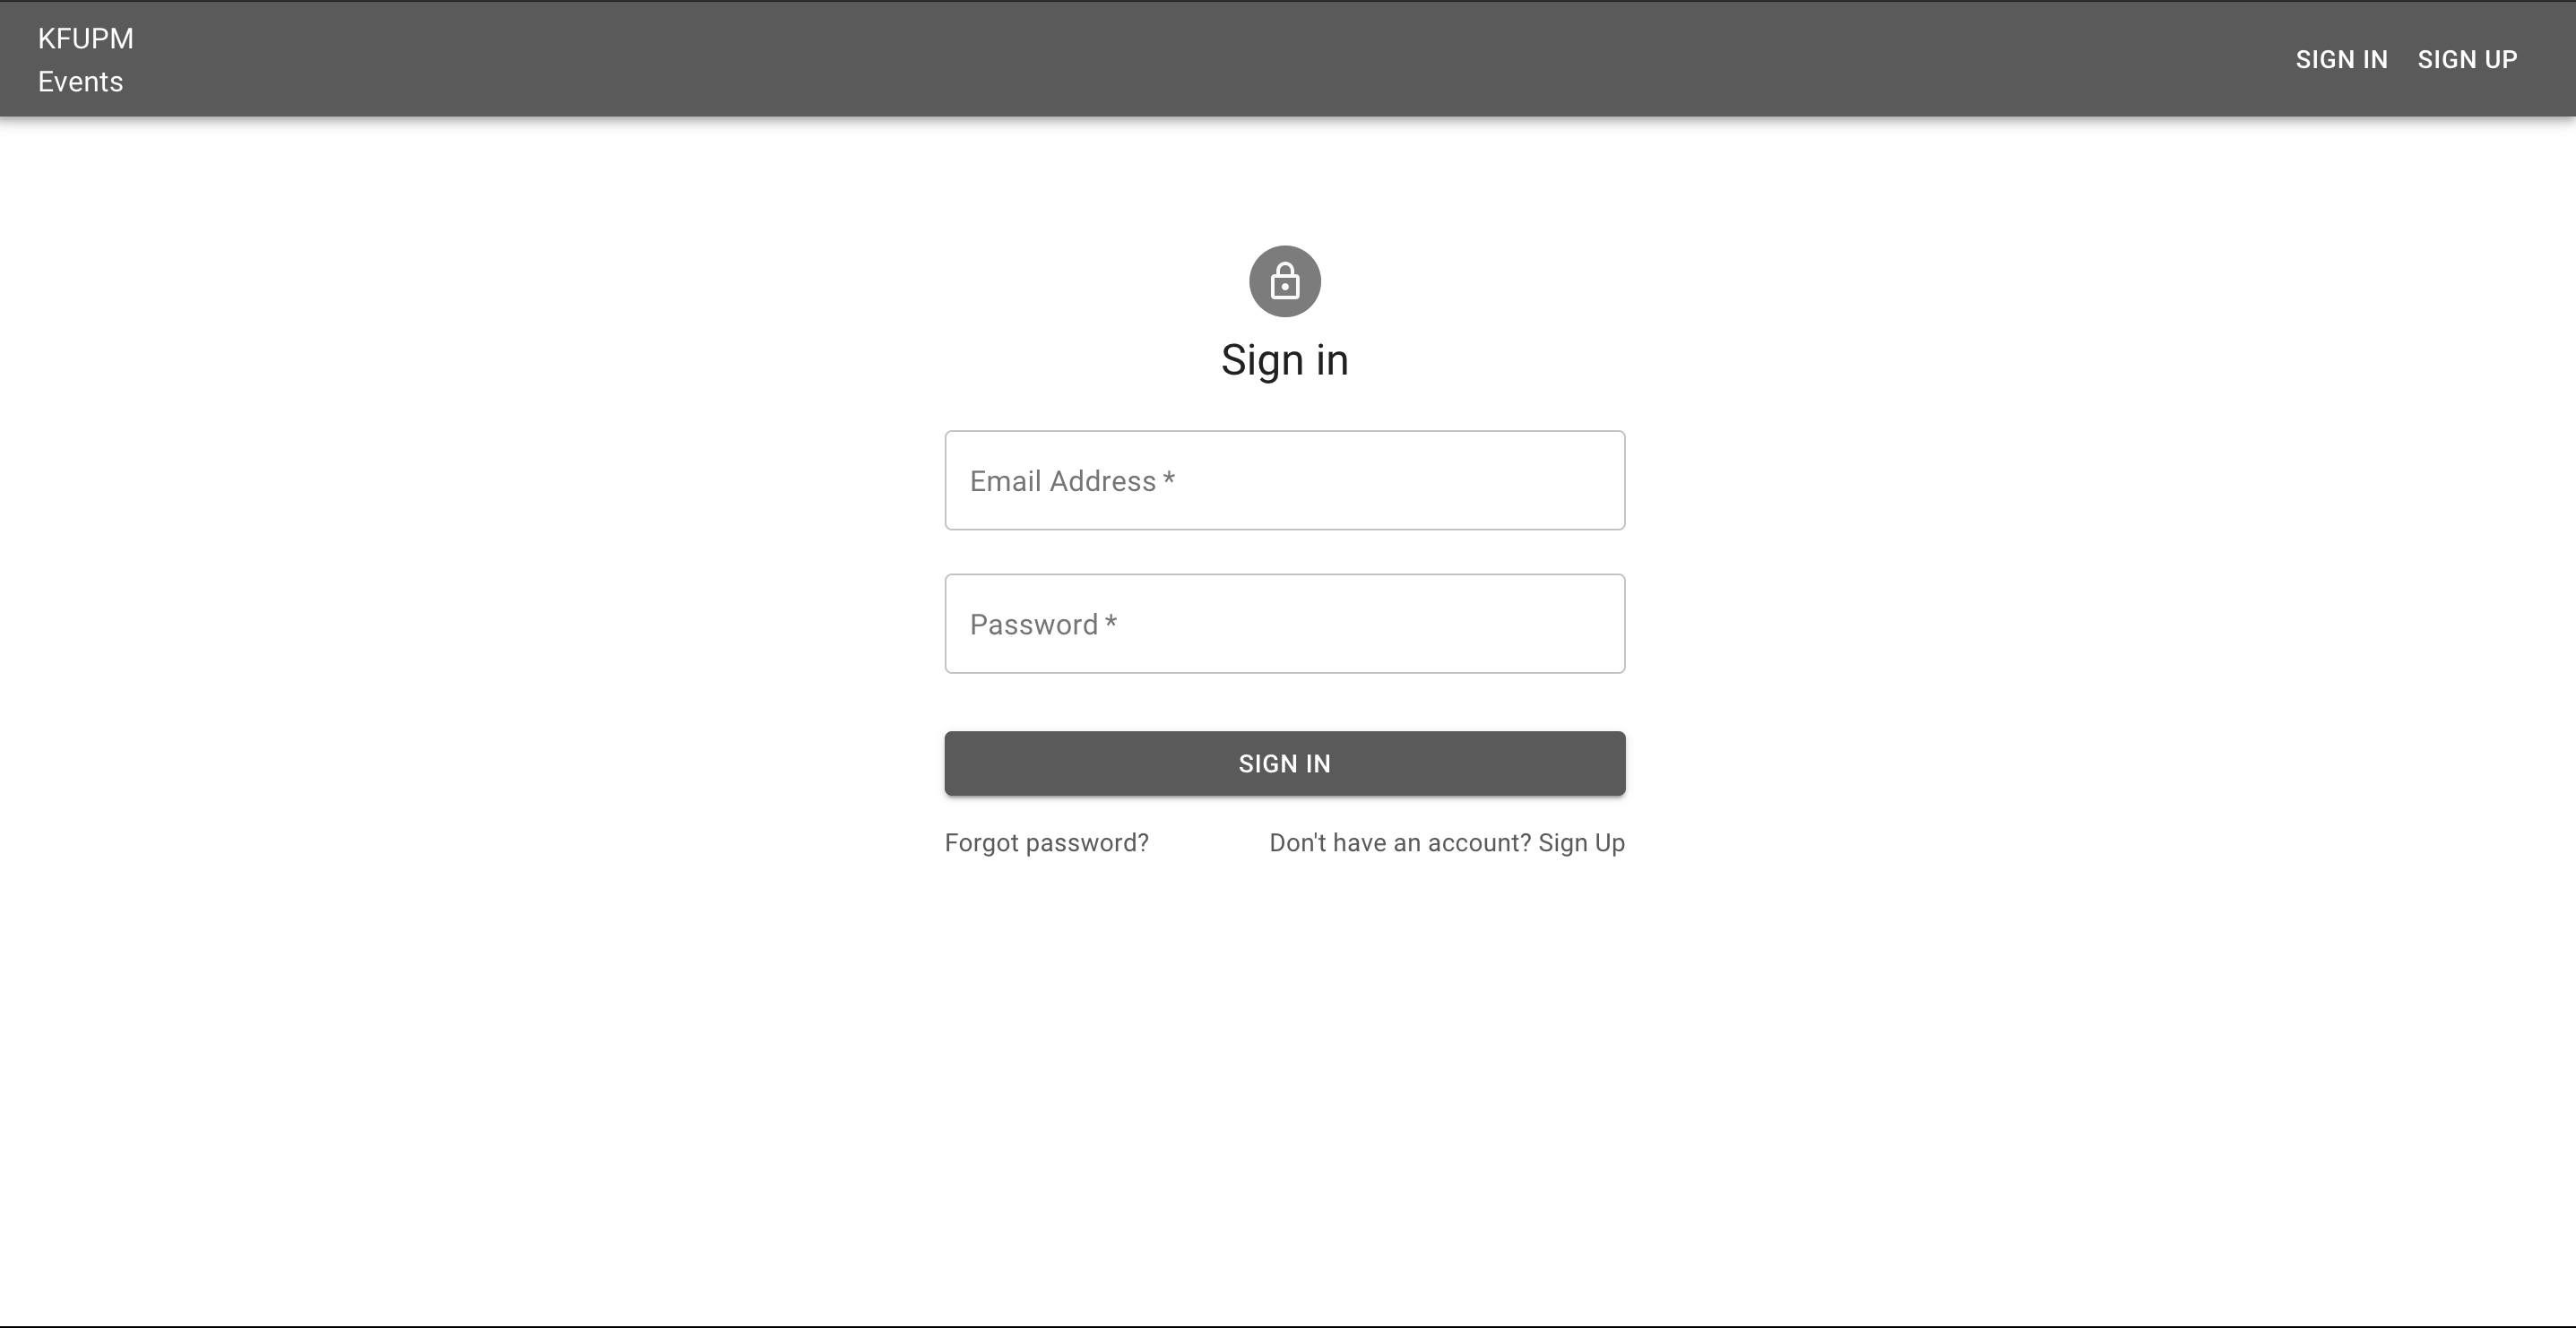 KFUPM
Events
SIGN IN SIGN UP
Sign in
Email Address *
Password *
SIGN IN
Forgot password? Don't have an account? Sign Up